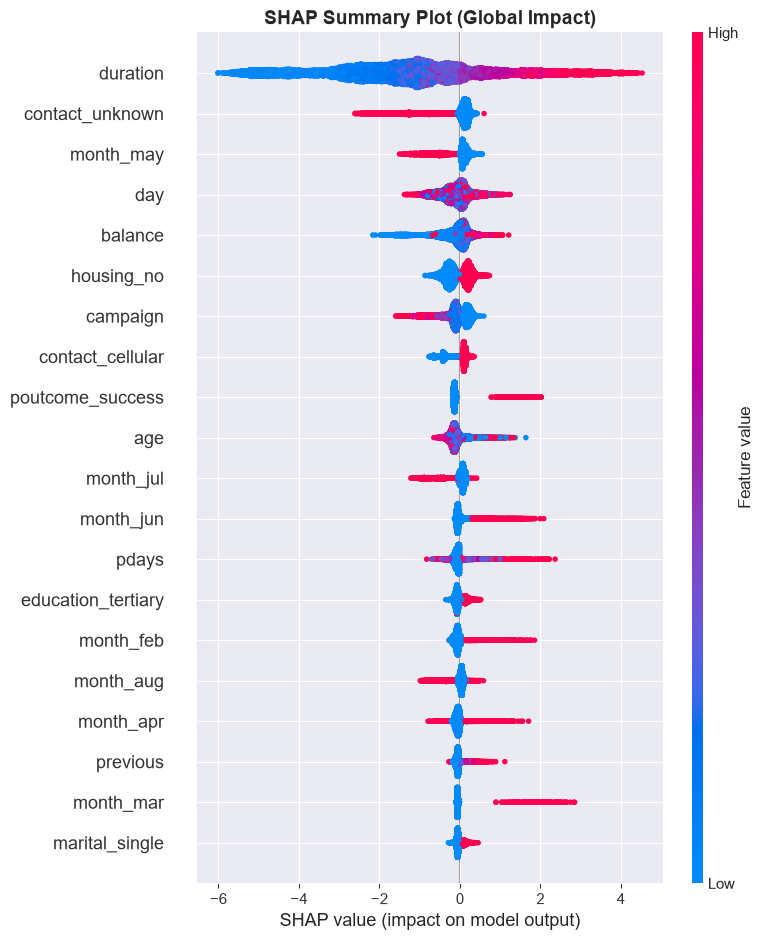 SHAP Summary Plot (Global Impact)
High
duration
contact_unknown
month_may
day
balance
housing_no
campaign
contact_cellular
poutcome_success
age
month_jul
month_jun
pdays
education_tertiary
month_feb
month_aug
month_apr
previous
month_mar
marital_single
Feature value
Low
−6 −4 −2 0 2 4
SHAP value (impact on model output)